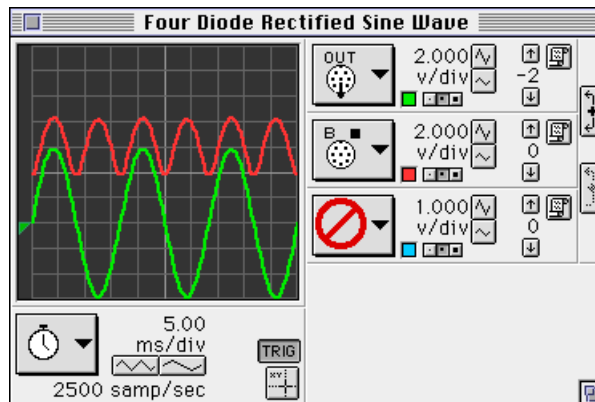 Four Diode Rectified Sine Wave
OUT
2.000
v/div
-2
B
2.000
v/div
0
1.000
v/div
0
5.00
ms/div
TRIG
XY
2500 samp/sec